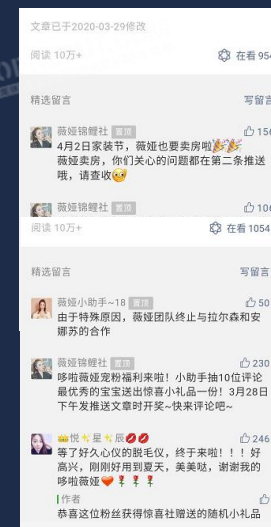 文章已于2020-03-29修改
阅读 10万+
在看 954
精选留言
写留言
薇娅锦鲤社 置顶
156
4月2日家装节，薇娅也要卖房啦🎉🎉
薇娅卖房，你们关心的问题都在第二条推送
哦，请查收
薇娅锦鲤社 置顶
106
阅读 10万+
在看 1054
精选留言
写留言
薇娅小助手~18 置顶
50
由于特殊原因，薇娅团队终止与拉尔森和安
娜苏的合作
薇娅锦鲤社 置顶
230
哆啦薇娅宠粉福利来啦！小助手抽10位评论
最优秀的宝宝送出惊喜小礼品一份！3月28日
下午发推送文章时开奖~快来评论吧~
👑悦✨星✨辰💋💋
246
等了好久心仪的脱毛仪，终于来啦！！！好
高兴，刚刚好用到夏天，美美哒，谢谢我的
哆啦薇娅❤️🌹🌹🌹
作者
恭喜这位粉丝获得惊喜社赠送的随机小礼品